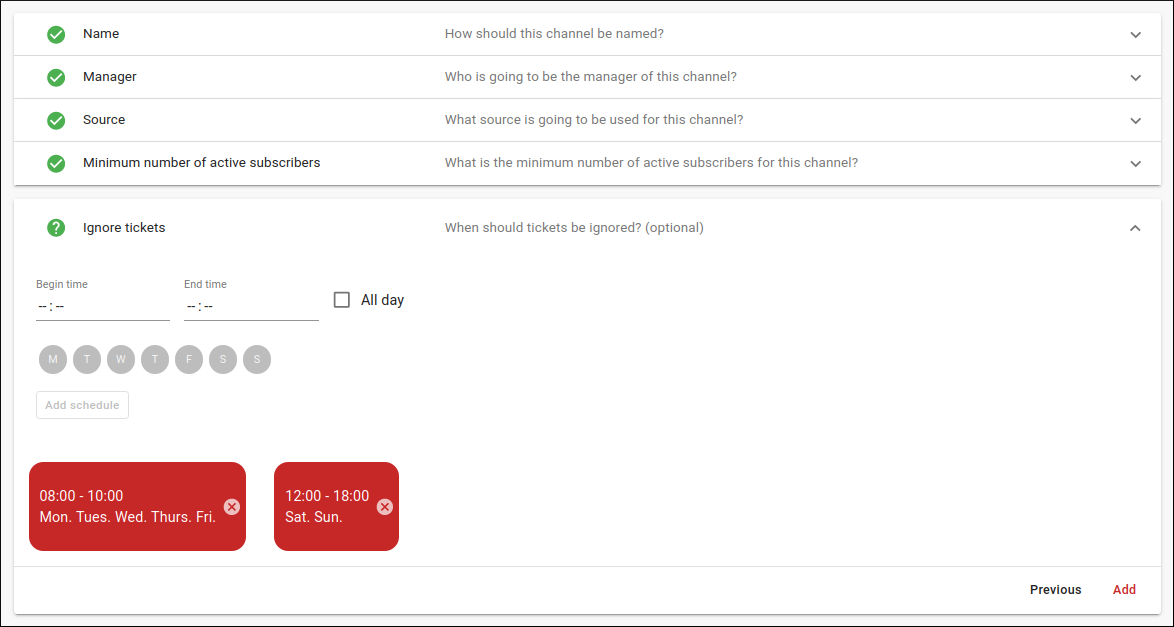 Name How should this channel be named?
Manager Who is going to be the manager of this channel?
Source What source is going to be used for this channel?
Minimum number of active subscribers What is the minimum number of active subscribers for this channel?
? Ignore tickets When should tickets be ignored? (optional)
Begin time End time
--:-- --:-- All day
M T W T F S S
Add schedule
08:00 - 10:00 12:00 - 18:00
Mon. Tues. Wed. Thurs. Fri. Sat. Sun.
Previous Add